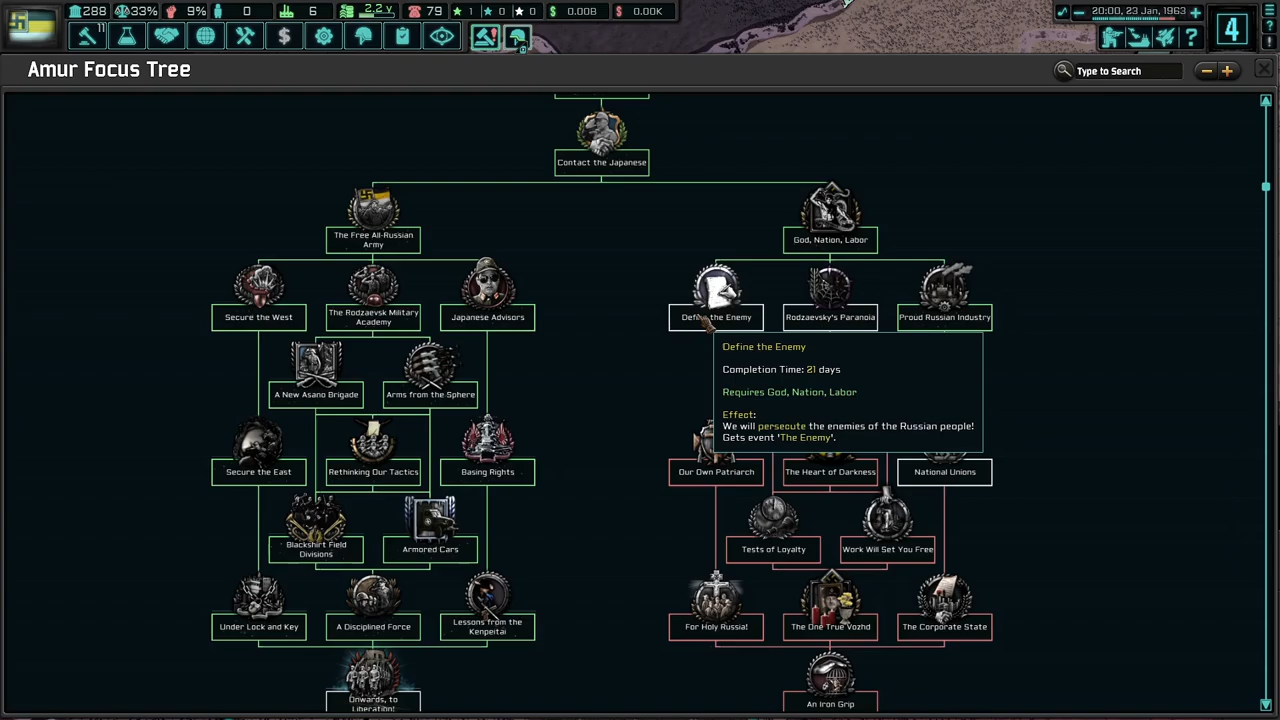 288
33%
9%
0
6
2.2 v
79
1
0
0
0.00B
0.00K
20:00, 23 Jan, 1963
4
11
?
?
!
Amur Focus Tree
Type to Search
Contact the Japanese
The Free All-Russian
Army
God, Nation, Labor
Secure the West
The Rodzaevsk Military
Academy
Japanese Advisors
Define the Enemy
Rodzaevsky's Paranoia
Proud Russian Industry
Define the Enemy
Completion Time: 21 days
Requires God, Nation, Labor
Effect:
We will persecute the enemies of the Russian people!
Gets event 'The Enemy'.
A New Asano Brigade
Arms from the Sphere
Secure the East
Rethinking Our Tactics
Basing Rights
Our Own Patriarch
The Heart of Darkness
National Unions
Blackshirt Field
Divisions
Armored Cars
Tests of Loyalty
Work Will Set You Free
Under Lock and Key
A Disciplined Force
Lessons from the
Kenpeitai
For Holy Russia!
The One True Vozhd
The Corporate State
Onwards, to
Liberation!
An Iron Grip